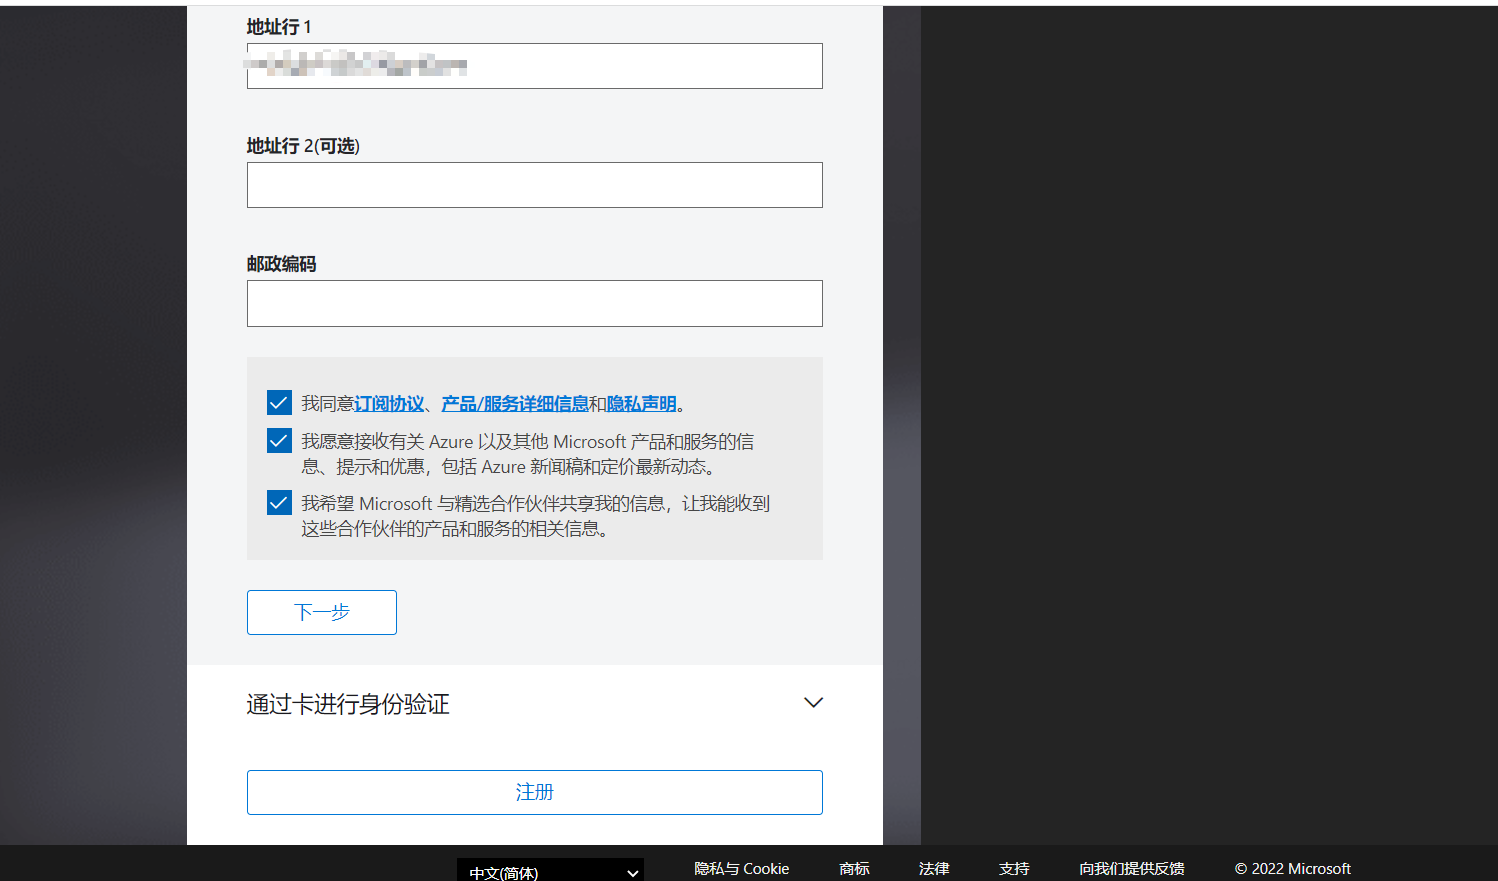 地址行 1
地址行 2(可选)
邮政编码
我同意订阅协议、产品/服务详细信息和隐私声明。
我愿意接收有关 Azure 以及其他 Microsoft 产品和服务的信
息、提示和优惠，包括 Azure 新闻稿和定价最新动态。
我希望 Microsoft 与精选合作伙伴共享我的信息，让我能收到
这些合作伙伴的产品和服务的相关信息。
下一步
通过卡进行身份验证
注册
中文(简体)
隐私与 Cookie
商标
法律
支持
向我们提供反馈
© 2022 Microsoft